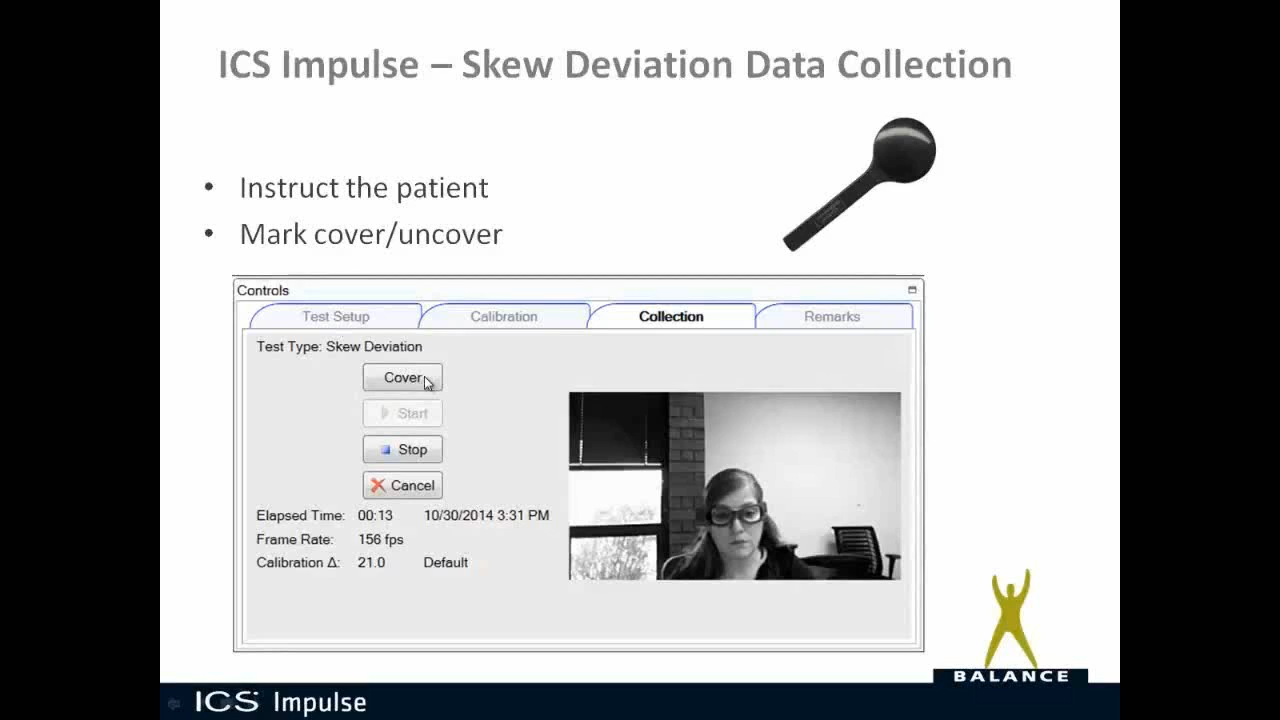 ICS Impulse – Skew Deviation Data Collection
• Instruct the patient
• Mark cover/uncover
Controls
Test Setup Calibration Collection Remarks
Test Type: Skew Deviation
Cover
Start
Stop
Cancel
Elapsed Time: 00:13 10/30/2014 3:31 PM
Frame Rate: 156 fps
Calibration Δ: 21.0 Default
BALANCE
ICS Impulse